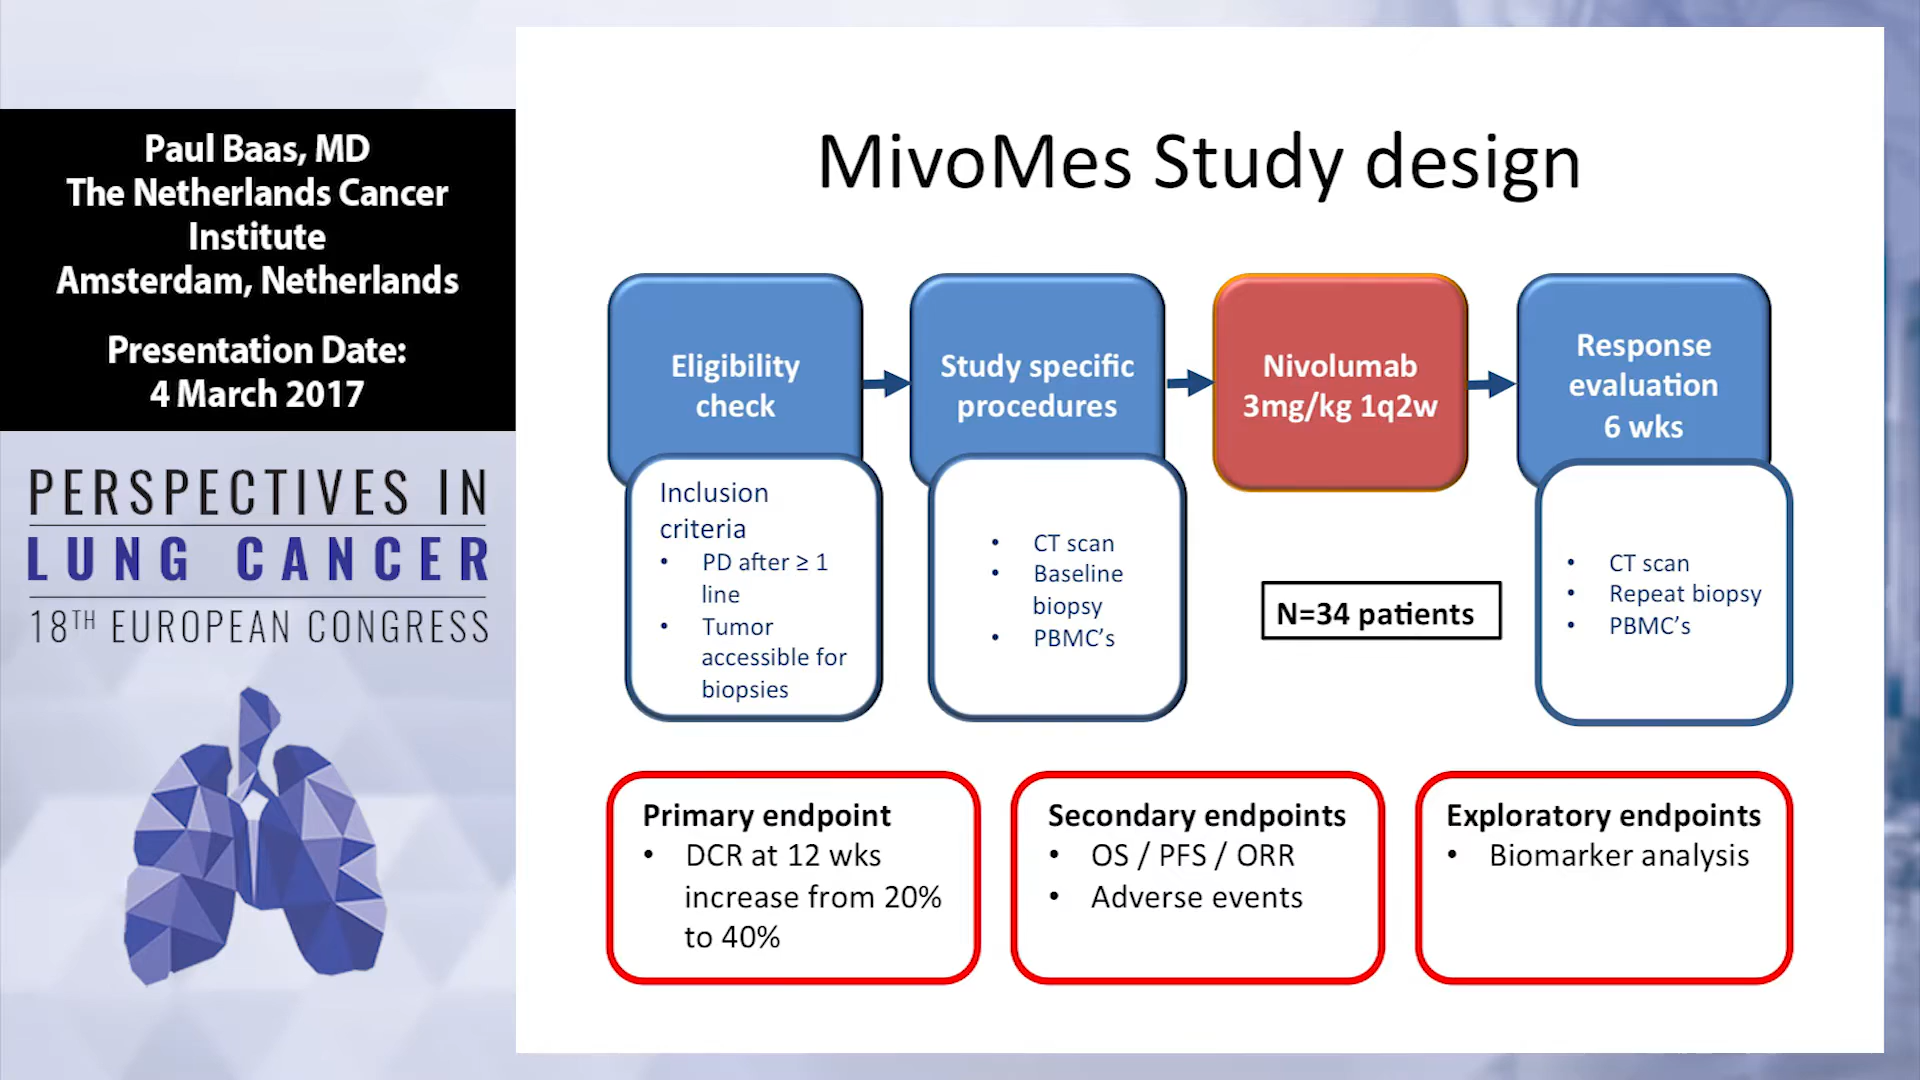 Paul Baas, MD
The Netherlands Cancer
Institute
Amsterdam, Netherlands
Presentation Date:
4 March 2017
PERSPECTIVES IN
LUNG CANCER
18TH EUROPEAN CONGRESS
MivoMes Study design
Eligibility
check
Inclusion
criteria
• PD after ≥ 1
line
• Tumor
accessible for
biopsies
Study specific
procedures
• CT scan
• Baseline
biopsy
• PBMC's
Nivolumab
3mg/kg 1q2w
N=34 patients
Response
evaluation
6 wks
• CT scan
• Repeat biopsy
• PBMC's
Primary endpoint
• DCR at 12 wks
increase from 20%
to 40%
Secondary endpoints
• OS / PFS / ORR
• Adverse events
Exploratory endpoints
• Biomarker analysis